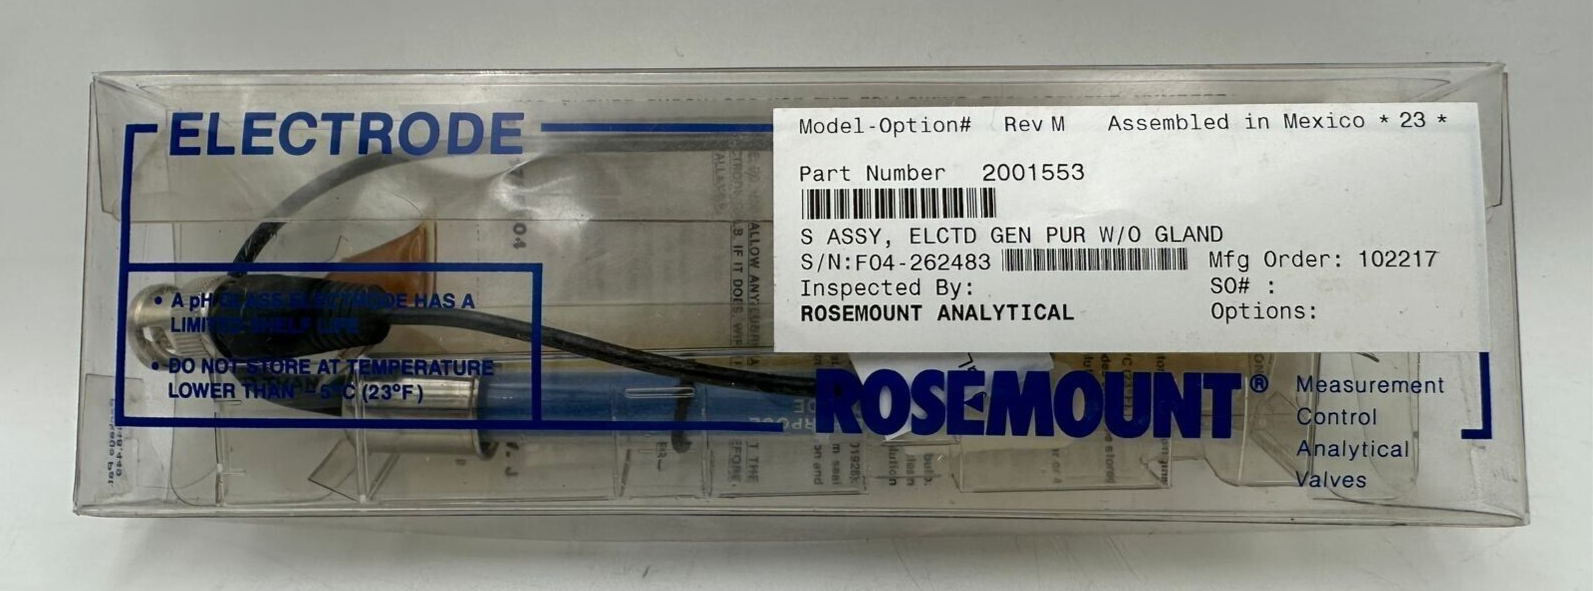 ELECTRODE
Model-Option# Rev M Assembled in Mexico * 23 *
Part Number 2001553
S ASSY, ELCTD GEN PUR W/O GLAND
S/N:F04-262483 Mfg Order: 102217
Inspected By: SO# :
ROSEMOUNT ANALYTICAL Options:
• A pH GLASS ELECTRODE HAS A
LIMITED SHELF LIFE
• DO NOT STORE AT TEMPERATURE
LOWER THAN -5°C (23°F)
ROSEMOUNT®
Measurement
Control
Analytical
Valves